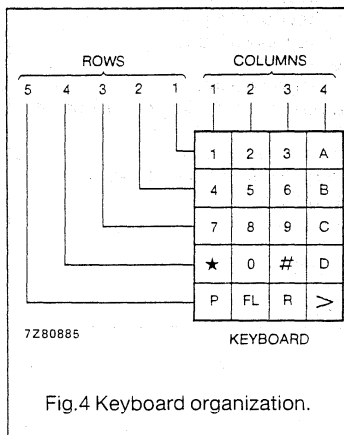 ROWS COLUMNS
5 4 3 2 1 1 2 3 4
1 2 3 A
4 5 6 B
7 8 9 C
★ 0 # D
P FL R >
7Z80885 KEYBOARD
Fig.4 Keyboard organization.